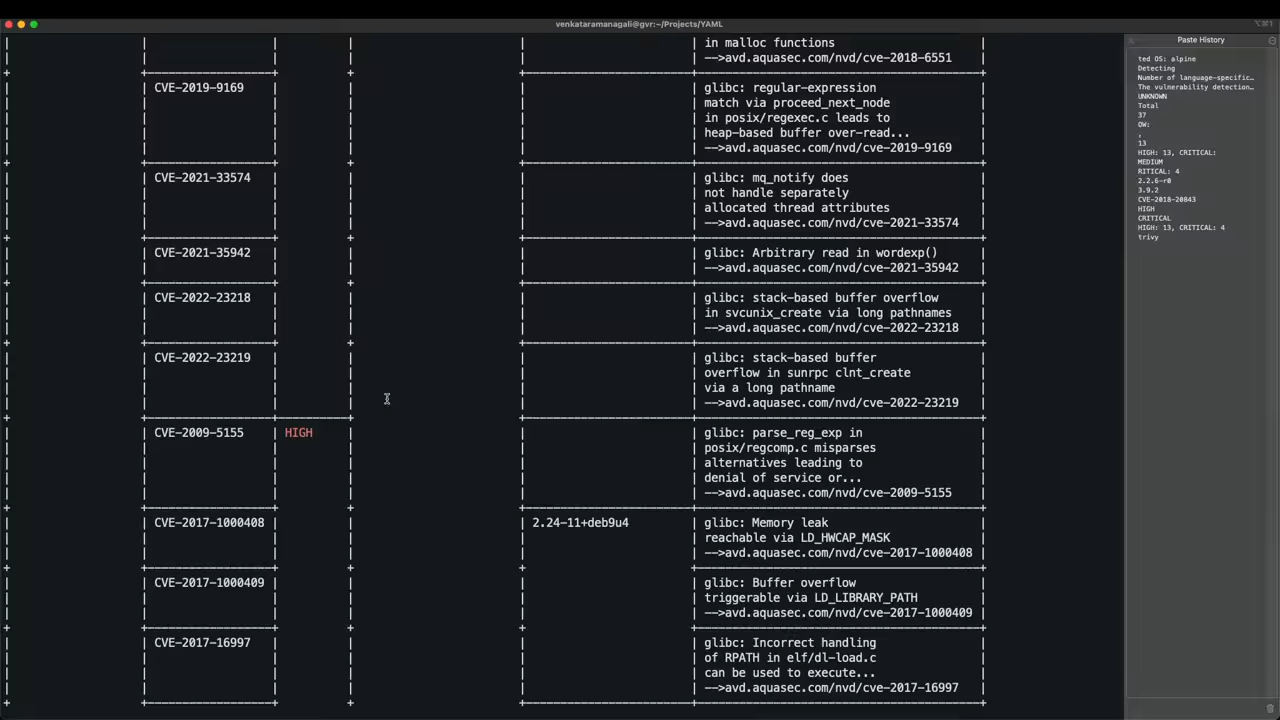 venkataramanagali@gvr:~/Projects/YAML
⌥⌘1
in malloc functions
-->avd.aquasec.com/nvd/cve-2018-6551
CVE-2019-9169
glibc: regular-expression
match via proceed_next_node
in posix/regexec.c leads to
heap-based buffer over-read...
-->avd.aquasec.com/nvd/cve-2019-9169
CVE-2021-33574
glibc: mq_notify does
not handle separately
allocated thread attributes
-->avd.aquasec.com/nvd/cve-2021-33574
CVE-2021-35942
glibc: Arbitrary read in wordexp()
-->avd.aquasec.com/nvd/cve-2021-35942
CVE-2022-23218
glibc: stack-based buffer overflow
in svcunix_create via long pathnames
-->avd.aquasec.com/nvd/cve-2022-23218
CVE-2022-23219
glibc: stack-based buffer
overflow in sunrpc clnt_create
via a long pathname
-->avd.aquasec.com/nvd/cve-2022-23219
CVE-2009-5155 HIGH
glibc: parse_reg_exp in
posix/regcomp.c misparses
alternatives leading to
denial of service or...
-->avd.aquasec.com/nvd/cve-2009-5155
CVE-2017-1000408 2.24-11+deb9u4
glibc: Memory leak
reachable via LD_HWCAP_MASK
-->avd.aquasec.com/nvd/cve-2017-1000408
CVE-2017-1000409
glibc: Buffer overflow
triggerable via LD_LIBRARY_PATH
-->avd.aquasec.com/nvd/cve-2017-1000409
CVE-2017-16997
glibc: Incorrect handling
of RPATH in elf/dl-load.c
can be used to execute...
-->avd.aquasec.com/nvd/cve-2017-16997
Paste History
ted OS: alpine
Detecting
Number of language-specific…
The vulnerability detection…
UNKNOWN
Total
37
OW:
,
13
HIGH: 13, CRITICAL:
MEDIUM
RITICAL: 4
2.2.6-r0
3.9.2
CVE-2018-20843
HIGH
CRITICAL
HIGH: 13, CRITICAL: 4
trivy